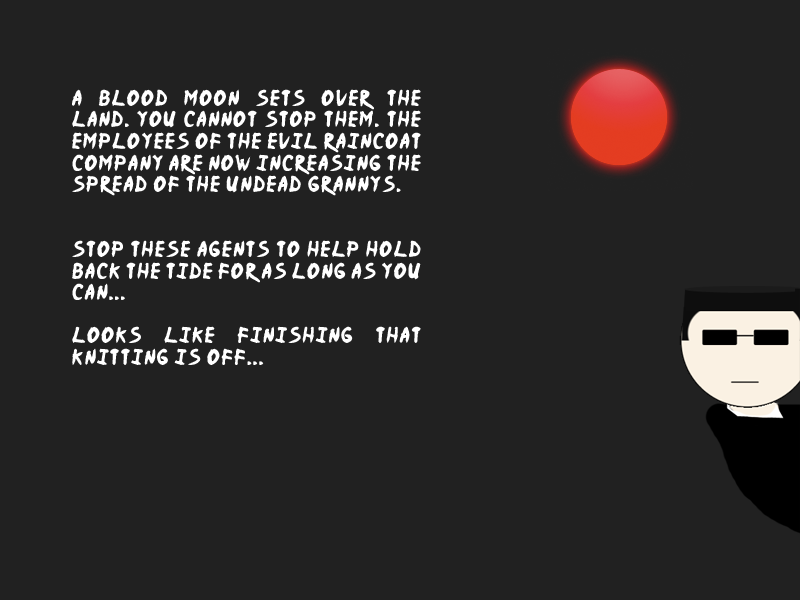 A BLOOD MOON SETS OVER THE
LAND. YOU CANNOT STOP THEM. THE
EMPLOYEES OF THE EVIL RAINCOAT
COMPANY ARE NOW INCREASING THE
SPREAD OF THE UNDEAD GRANNYS.
STOP THESE AGENTS TO HELP HOLD
BACK THE TIDE FOR AS LONG AS YOU
CAN...
LOOKS LIKE FINISHING THAT
KNITTING IS OFF...